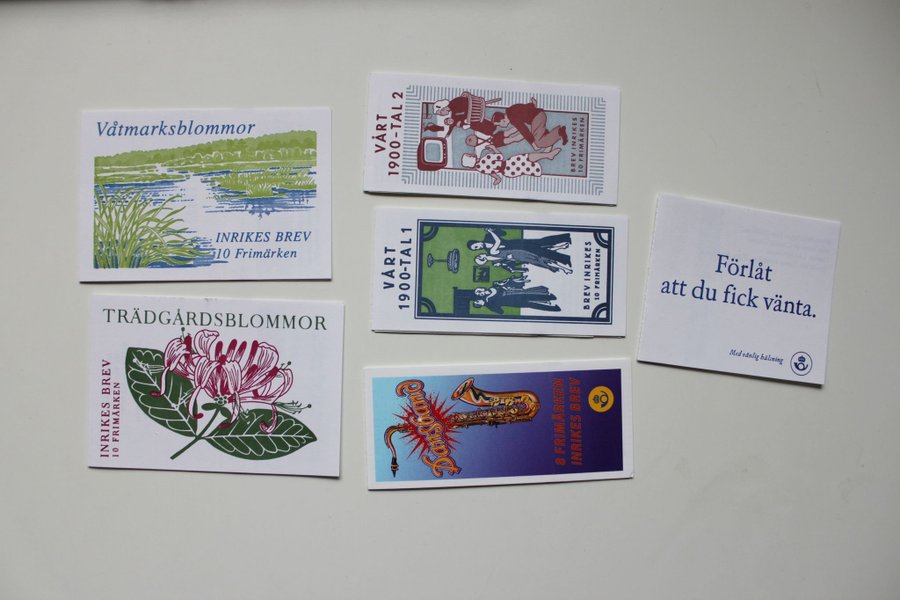 Våtmarksblommor
INRIKES BREV
10 Frimärken
TRÄDGÅRDSBLOMMOR
INRIKES BREV
10 FRIMÄRKEN
VÅRT
1900-TAL 2
BREV INRIKES
10 FRIMÄRKEN
VÅRT
1900-TAL 1
BREV INRIKES
10 FRIMÄRKEN
Dansband
8 FRIMÄRKEN
INRIKES BREV
Förlåt
att du fick vänta.
Med vänlig hälsning